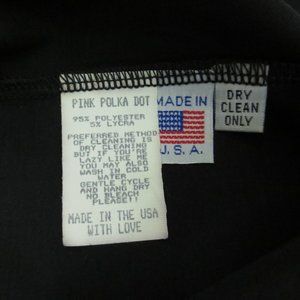 PINK POLKA DOT
95% POLYESTER
5% LYCRA
PREFERRED METHOD
OF CLEANING IS
DRY CLEANING
BUT IF YOU'RE
LAZY LIKE ME
YOU MAY ALSO
WASH IN COLD
WATER
GENTLE CYCLE
AND HANG DRY
NO BLEACH
PLEASE!!
MADE IN THE USA
WITH LOVE
MADE IN
U.S.A.
DRY
CLEAN
ONLY